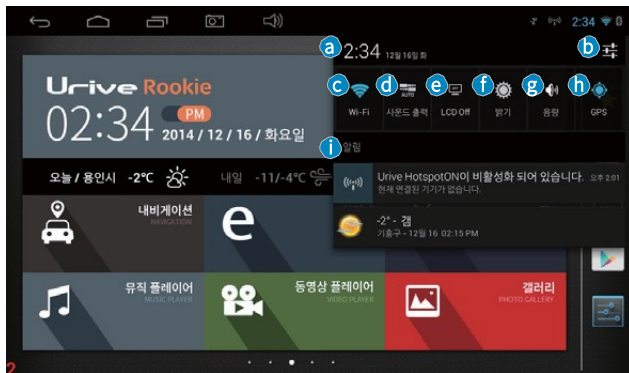 2:34
a 2:34 12월 16일 화 b
c d e f g h
AUTO
Wi-Fi 사운드 출력 LCD Off 밝기 음량 GPS
i 알림
Urive HotspotON이 비활성화 되어 있습니다. 오후 2:01
현재 연결된 기기가 없습니다.
-2° - 갬
기흥구 - 12월 16 02:15 PM
Urive Rookie
02:34 PM
2014 / 12 / 16 / 화요일
오늘 / 용인시 -2°C 내일 -11/-4°C
내비게이션
NAVIGATION
e
뮤직 플레이어
MUSIC PLAYER
동영상 플레이어
VIDEO PLAYER
갤러리
PHOTO GALLERY
2